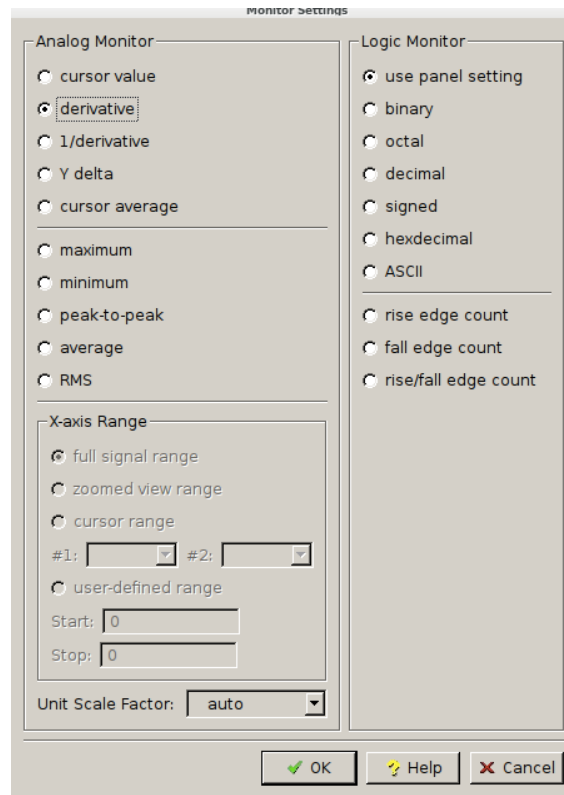 Monitor Settings
Analog Monitor
cursor value
derivative
1/derivative
Y delta
cursor average
maximum
minimum
peak-to-peak
average
RMS
X-axis Range
full signal range
zoomed view range
cursor range
#1: #2:
user-defined range
Start: 0
Stop: 0
Unit Scale Factor: auto
Logic Monitor
use panel setting
binary
octal
decimal
signed
hexdecimal
ASCII
rise edge count
fall edge count
rise/fall edge count
OK Help Cancel